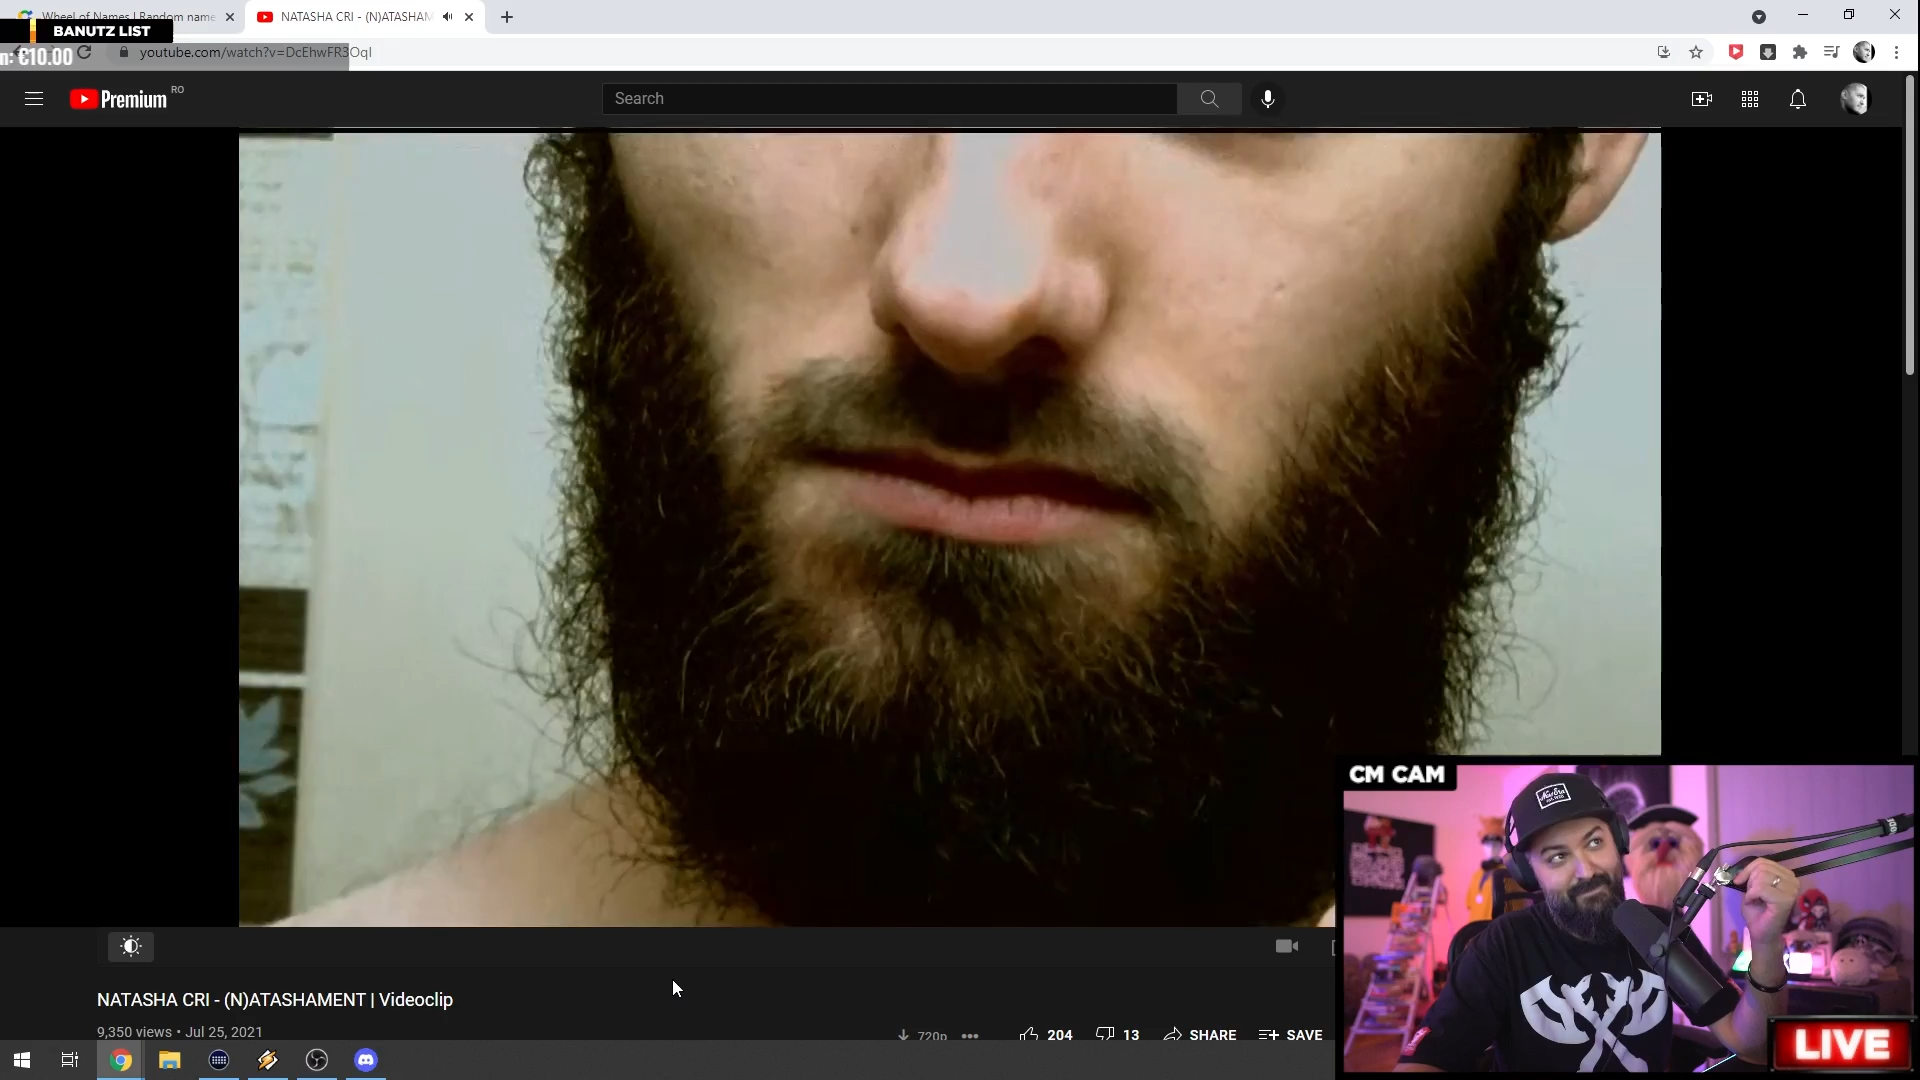 Wheel of Names | Random name
NATASHA CRI - (N)ATASHAM
BANUTZ LIST
n: €10.00
youtube.com/watch?v=DcEhwFR3OqI
Premium RO
Search
CM CAM
NewEra
NATASHA CRI - (N)ATASHAMENT | Videoclip
9,350 views • Jul 25, 2021
720p
204
13
SHARE
SAVE
LIVE